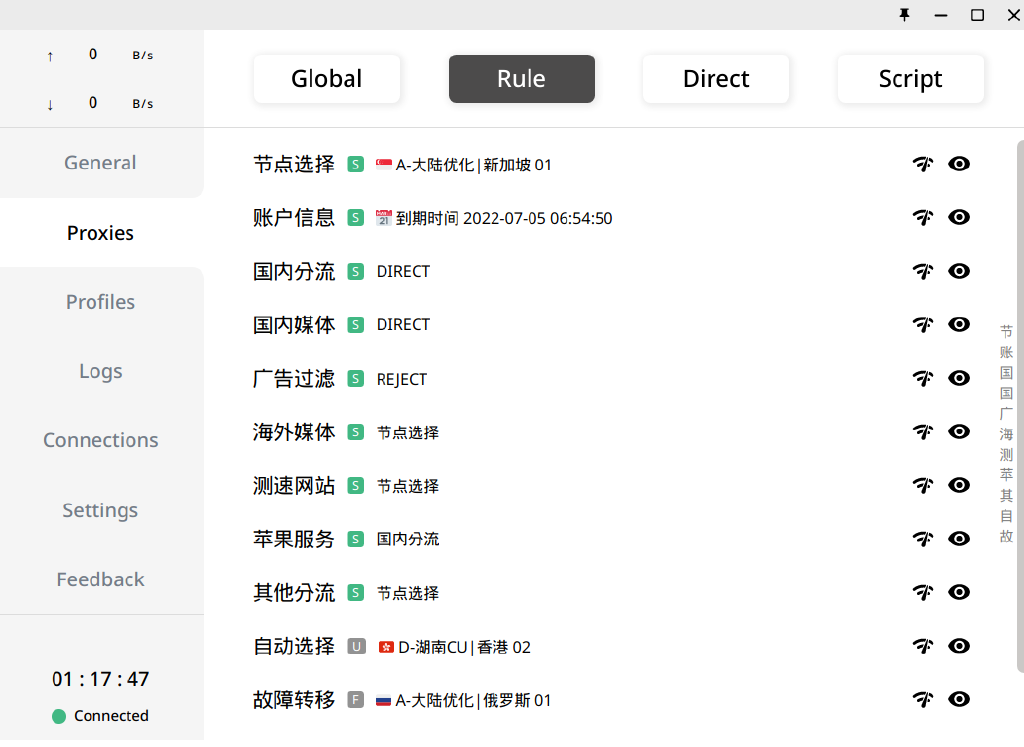 ↑ 0 B/s
↓ 0 B/s
General
Proxies
Profiles
Logs
Connections
Settings
Feedback
01 : 17 : 47
Connected
Global Rule Direct Script
节点选择 S A-大陆优化|新加坡 01
账户信息 S 到期时间 2022-07-05 06:54:50
国内分流 S DIRECT
国内媒体 S DIRECT
广告过滤 S REJECT
海外媒体 S 节点选择
测速网站 S 节点选择
苹果服务 S 国内分流
其他分流 S 节点选择
自动选择 U D-湖南CU|香港 02
故障转移 F A-大陆优化|俄罗斯 01
节
账
国
国
广
海
测
苹
其
自
故